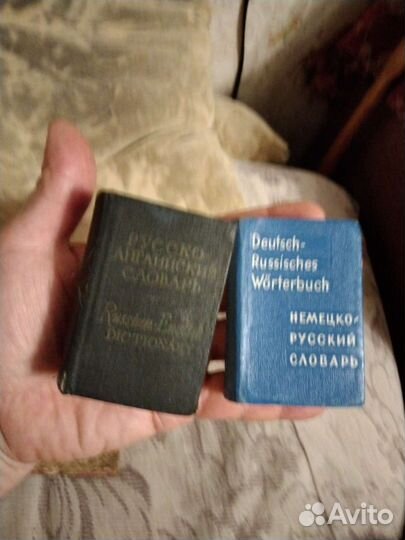 РУССКО-
АНГЛИЙСКИЙ
СЛОВАРЬ
Russian-English
DICTIONARY
Deutsch-
Russisches
Wörterbuch
НЕМЕЦКО-
РУССКИЙ
СЛОВАРЬ
Avito